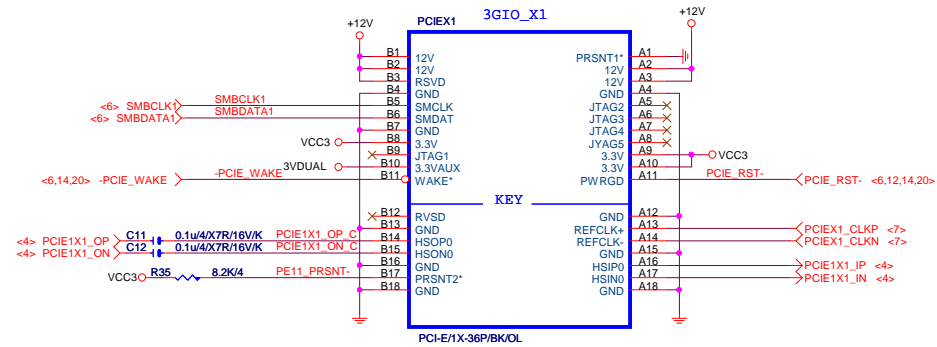 3GIO_X1
+12V PCIEX1 +12V
B1 12V PRSNT1* A1
B2 12V 12V A2
B3 RSVD 12V A3
B4 GND GND A4
<6> SMBCLK1 SMBCLK1 B5 SMCLK JTAG2 A5
<6> SMBDATA1 SMBDATA1 B6 SMDAT JTAG3 A6
B7 GND JTAG4 A7
VCC3 B8 3.3V JYAG5 A8
B9 JTAG1 3.3V A9 VCC3
3VDUAL B10 3.3VAUX 3.3V A10
<6,14,20> -PCIE_WAKE -PCIE_WAKE B11 WAKE* PWRGD A11 PCIE_RST- PCIE_RST- <6,12,14,20>
KEY
B12 RVSD GND A12
B13 GND REFCLK+ A13 PCIEX1_CLKP <7>
<4> PCIE1X1_OP C11 0.1u/4/X7R/16V/K PCIE1X1_OP_C B14 HSOP0 REFCLK- A14 PCIEX1_CLKN <7>
<4> PCIE1X1_ON C12 0.1u/4/X7R/16V/K PCIE1X1_ON_C B15 HSON0 GND A15
B16 GND HSIP0 A16 PCIE1X1_IP <4>
VCC3 R35 8.2K/4 PE11_PRSNT- B17 PRSNT2* HSIN0 A17 PCIE1X1_IN <4>
B18 GND GND A18
PCI-E/1X-36P/BK/OL